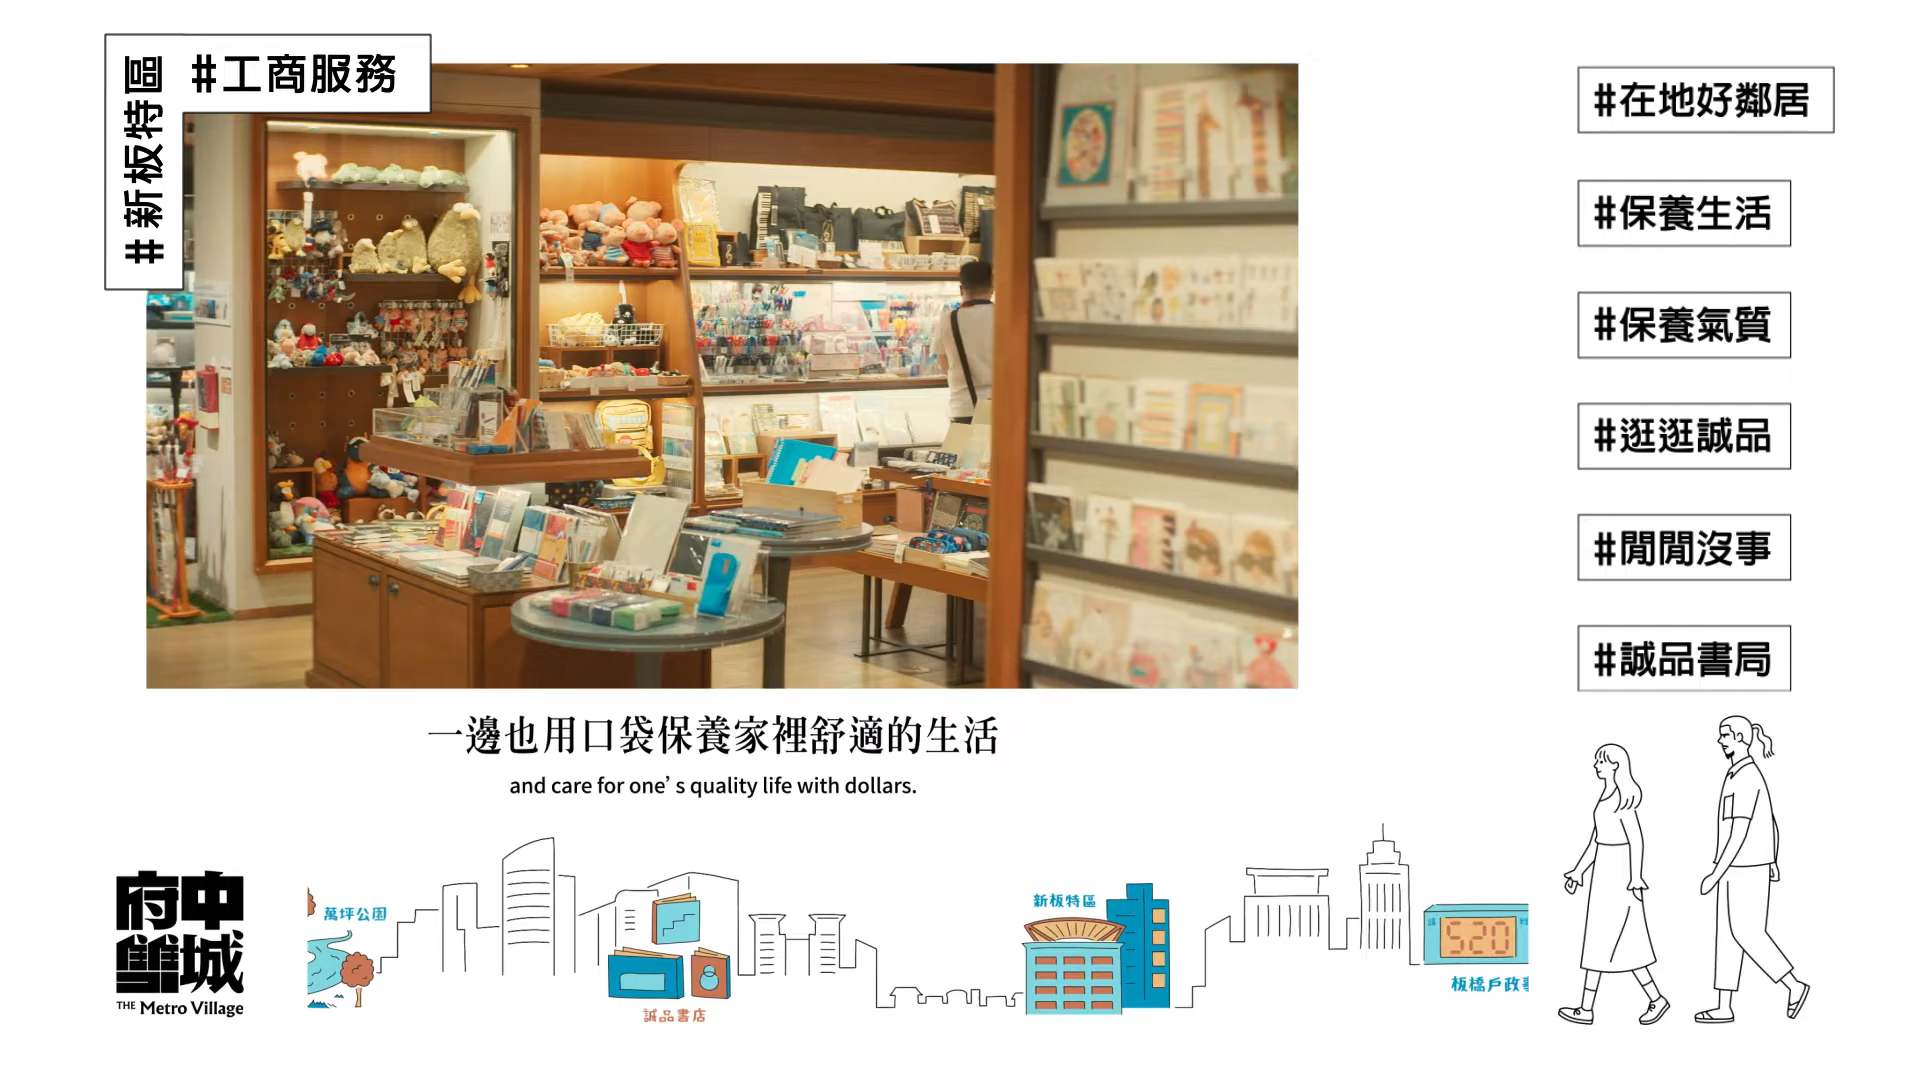 #工商服務
#新板特區
#在地好鄰居
#保養生活
#保養氣質
#逛逛誠品
#閒閒沒事
#誠品書局
一邊也用口袋保養家裡舒適的生活
and care for one’s quality life with dollars.
府中
雙城
THE Metro Village
萬坪公園
誠品書店
新板特區
520
板橋戶政